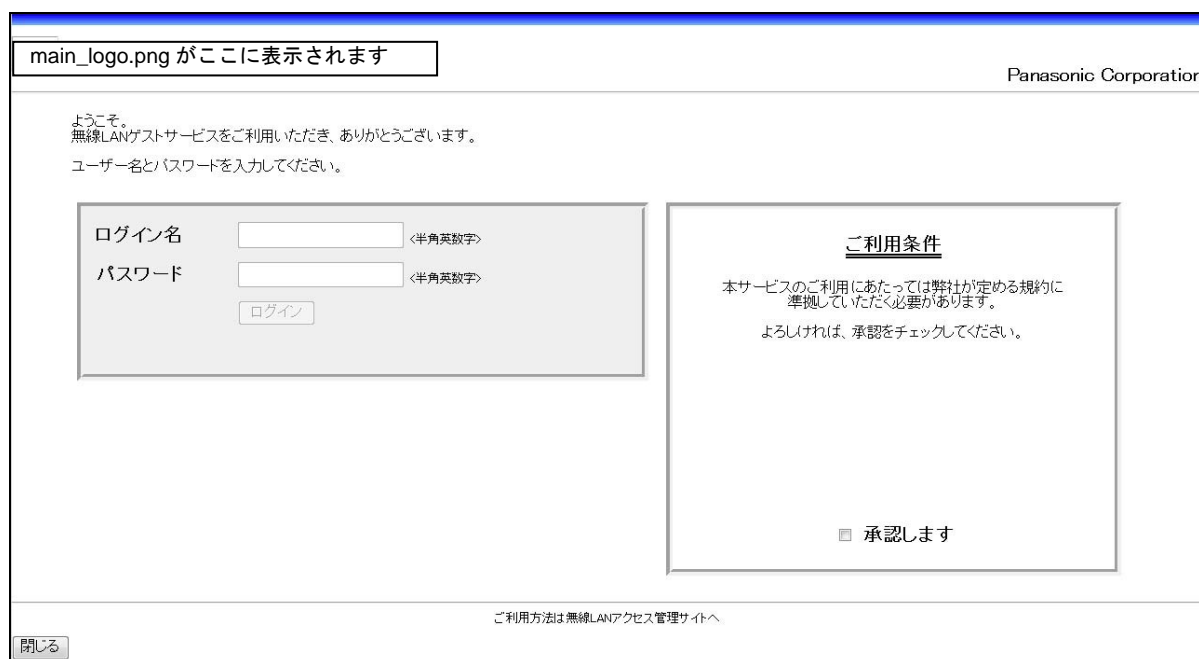 main_logo.png がここに表示されます
Panasonic Corporation
ようこそ。
無線LANゲストサービスをご利用いただき、ありがとうございます。
ユーザー名とパスワードを入力してください。
ログイン名 <半角英数字>
パスワード <半角英数字>
ログイン
ご利用条件
本サービスのご利用にあたっては弊社が定める規約に
準拠していただく必要があります。
よろしければ、承認をチェックしてください。
承認します
ご利用方法は無線LANアクセス管理サイトへ
閉じる